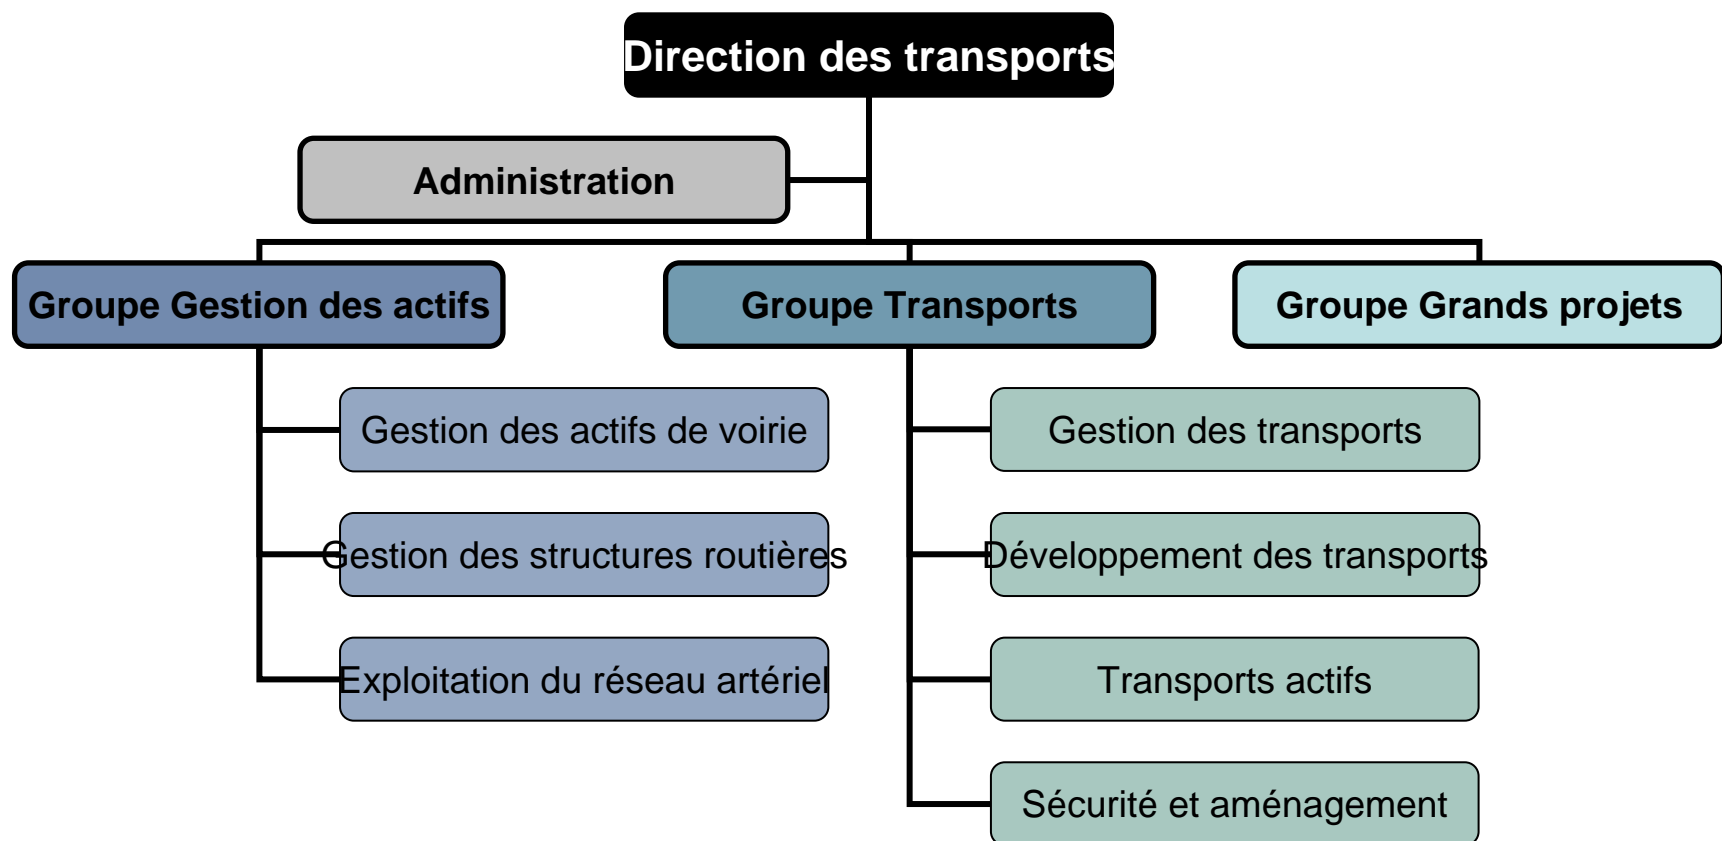 Direction des transports
Administration
Groupe Gestion des actifs
Groupe Transports
Groupe Grands projets
Gestion des actifs de voirie
Gestion des transports
Gestion des structures routières
Développement des transports
Exploitation du réseau artériel
Transports actifs
Sécurité et aménagement